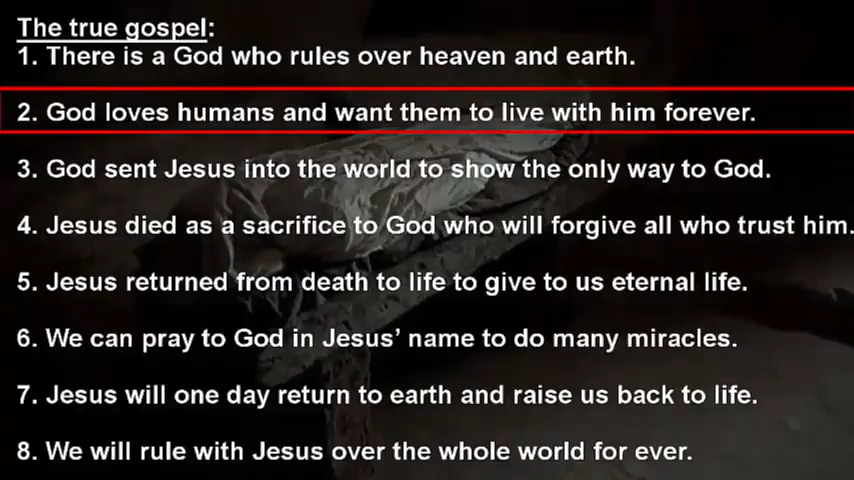 The true gospel:
1. There is a God who rules over heaven and earth.
2. God loves humans and want them to live with him forever.
3. God sent Jesus into the world to show the only way to God.
4. Jesus died as a sacrifice to God who will forgive all who trust him.
5. Jesus returned from death to life to give to us eternal life.
6. We can pray to God in Jesus’ name to do many miracles.
7. Jesus will one day return to earth and raise us back to life.
8. We will rule with Jesus over the whole world for ever.